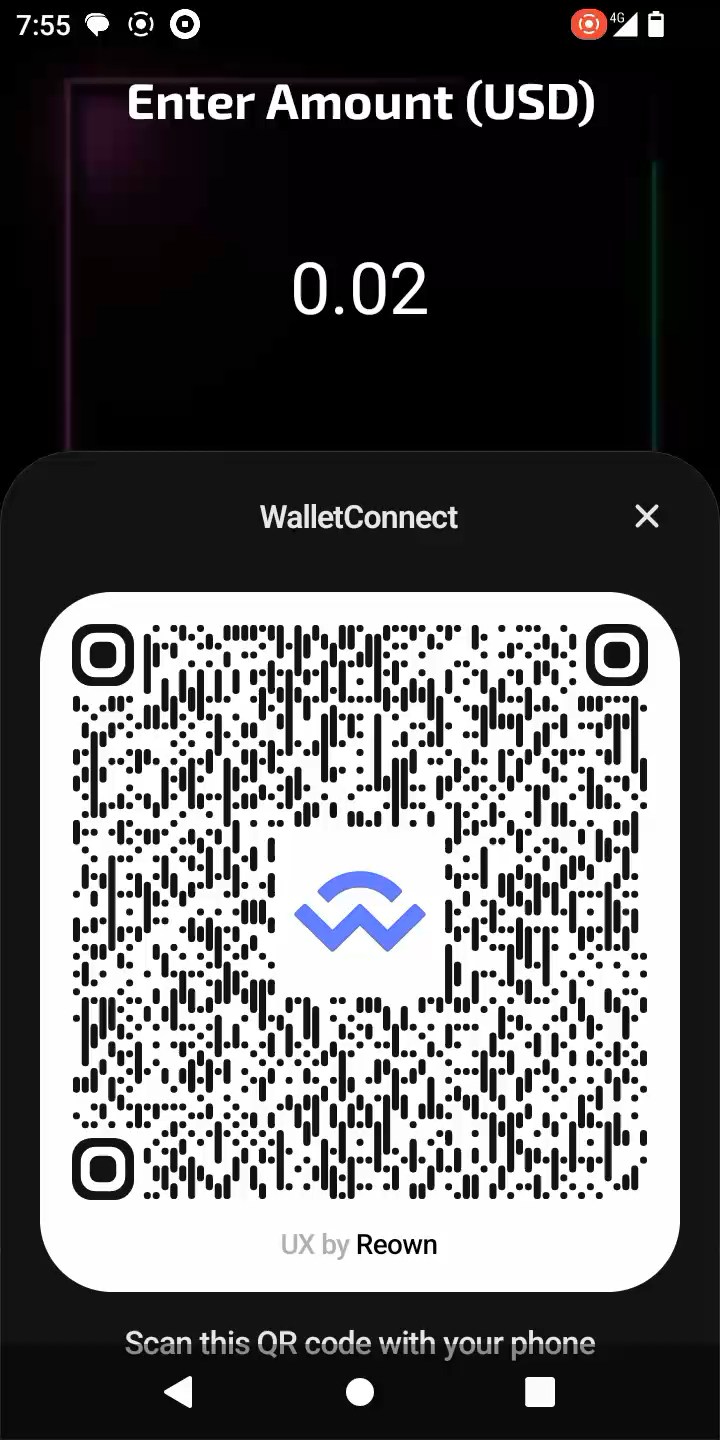 7:55
4G
Enter Amount (USD)
0.02
WalletConnect
UX by Reown
Scan this QR code with your phone